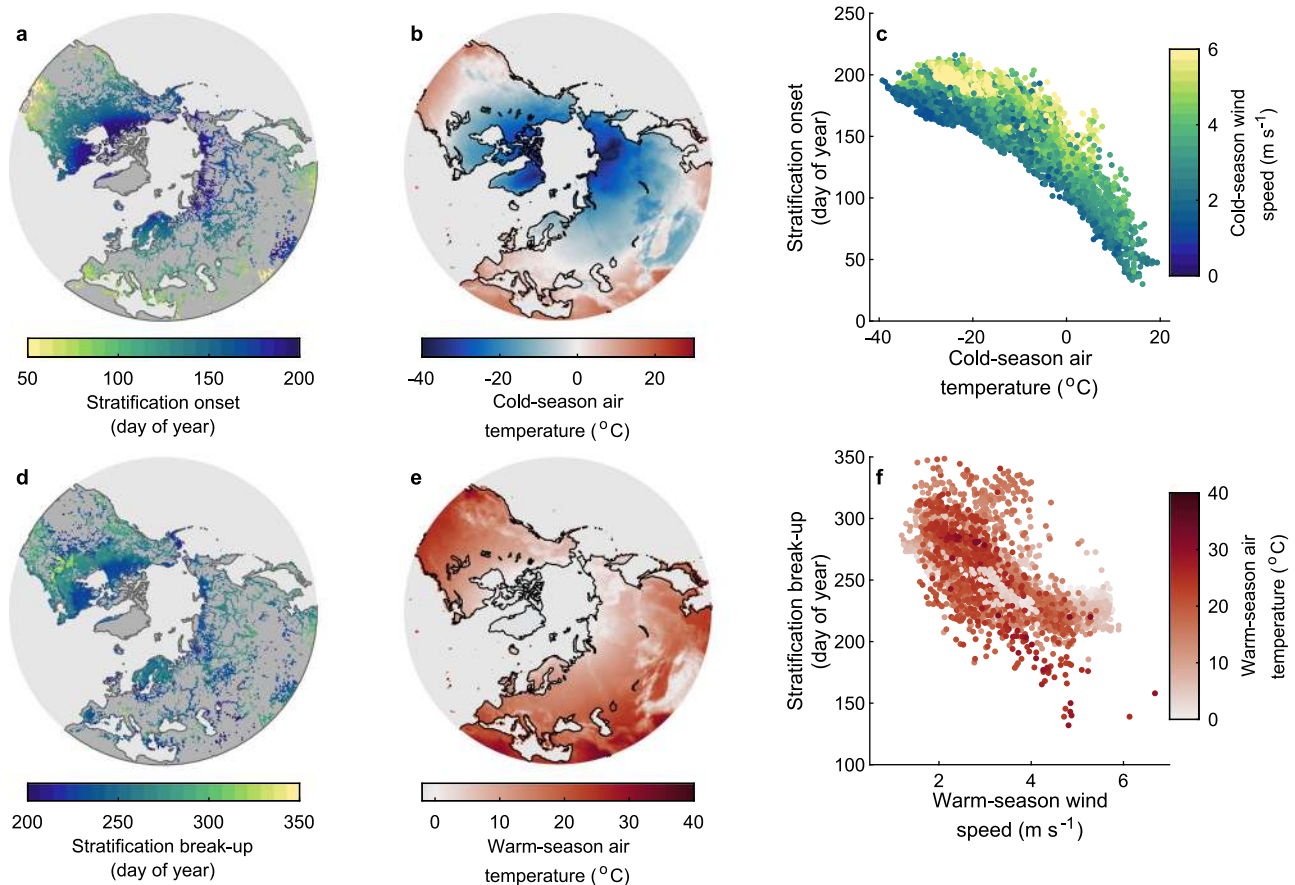 a
50 100 150 200
Stratification onset
(day of year)
b
-40 -20 0 20
Cold-season air
temperature (°C)
c
250
200
150
100
50
0
Stratification onset
(day of year)
-40 -20 0 20
Cold-season air
temperature (°C)
6
4
2
0
Cold-season wind
speed (m s⁻¹)
d
200 250 300 350
Stratification break-up
(day of year)
e
0 10 20 30 40
Warm-season air
temperature (°C)
f
350
300
250
200
150
100
Stratification break-up
(day of year)
2 4 6
Warm-season wind
speed (m s⁻¹)
40
30
20
10
0
Warm-season air
temperature (°C)